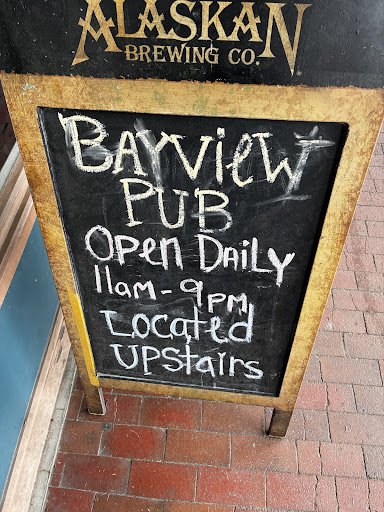 ALASKAN
BREWING CO.
BAYVIEW
PUB
OPEN DAILY
11AM - 9PM
LOCATED
UPSTAIRS